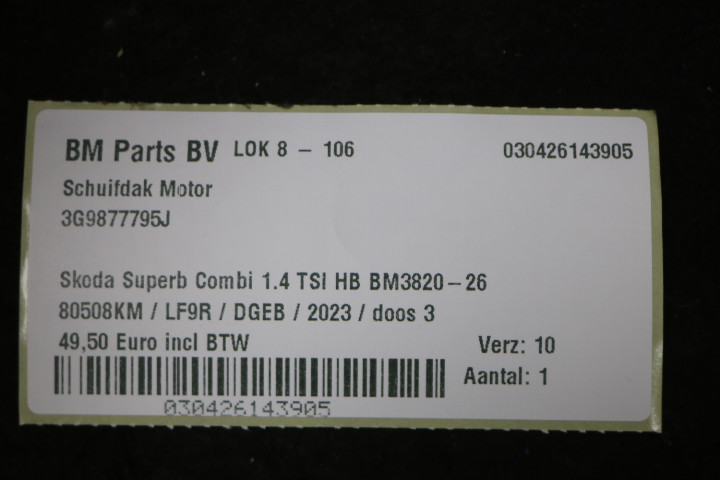 BM Parts BV LOK 8 - 106 030426143905
Schuifdak Motor
3G9877795J
Skoda Superb Combi 1.4 TSI HB BM3820-26
80508KM / LF9R / DGEB / 2023 / doos 3
49,50 Euro incl BTW Verz: 10
Aantal: 1
030426143905